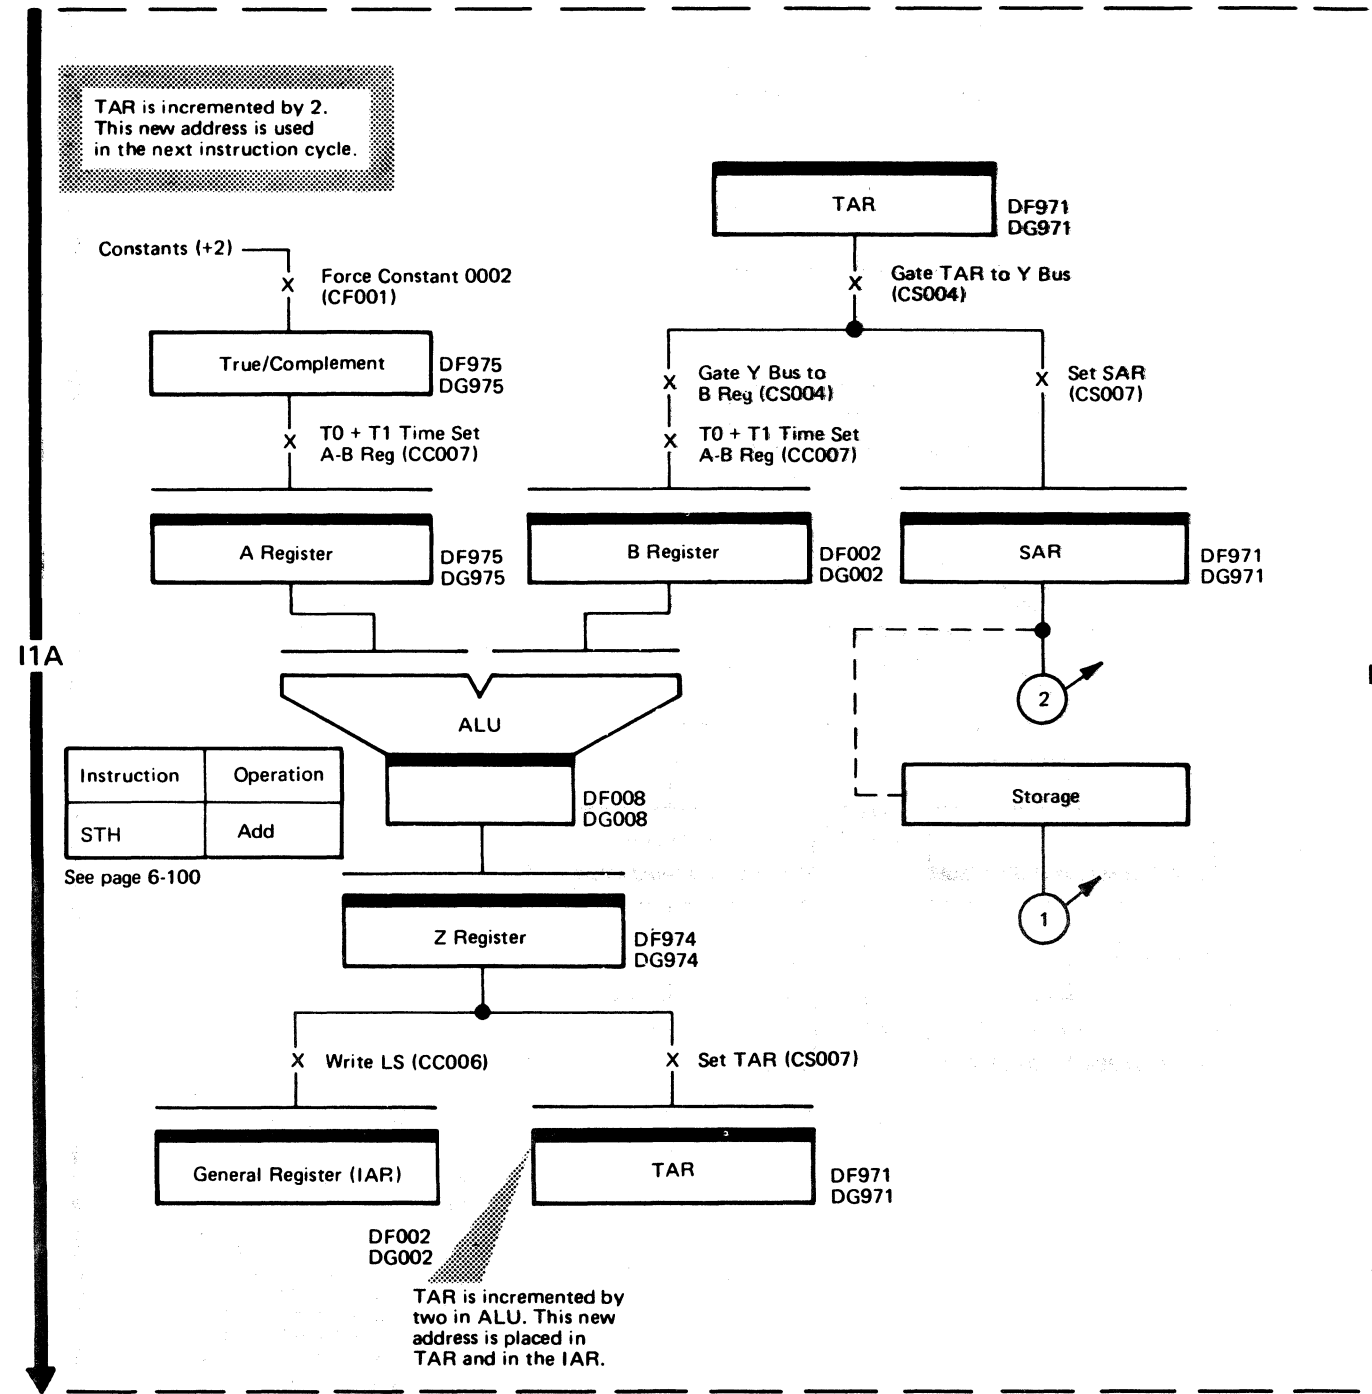 TAR is incremented by 2.
This new address is used
in the next instruction cycle.
TAR
DF971
DG971
Constants (+2)
Force Constant 0002
(CF001)
Gate TAR to Y Bus
(CS004)
True/Complement
DF975
DG975
Gate Y Bus to
B Reg (CS004)
Set SAR
(CS007)
T0 + T1 Time Set
A-B Reg (CC007)
T0 + T1 Time Set
A-B Reg (CC007)
A Register
DF975
DG975
B Register
DF002
DG002
SAR
DF971
DG971
I1A
2
ALU
Instruction
Operation
STH
Add
See page 6-100
DF008
DG008
Storage
1
Z Register
DF974
DG974
Write LS (CC006)
Set TAR (CS007)
General Register (IAR)
DF002
DG002
TAR
DF971
DG971
TAR is incremented by
two in ALU. This new
address is placed in
TAR and in the IAR.